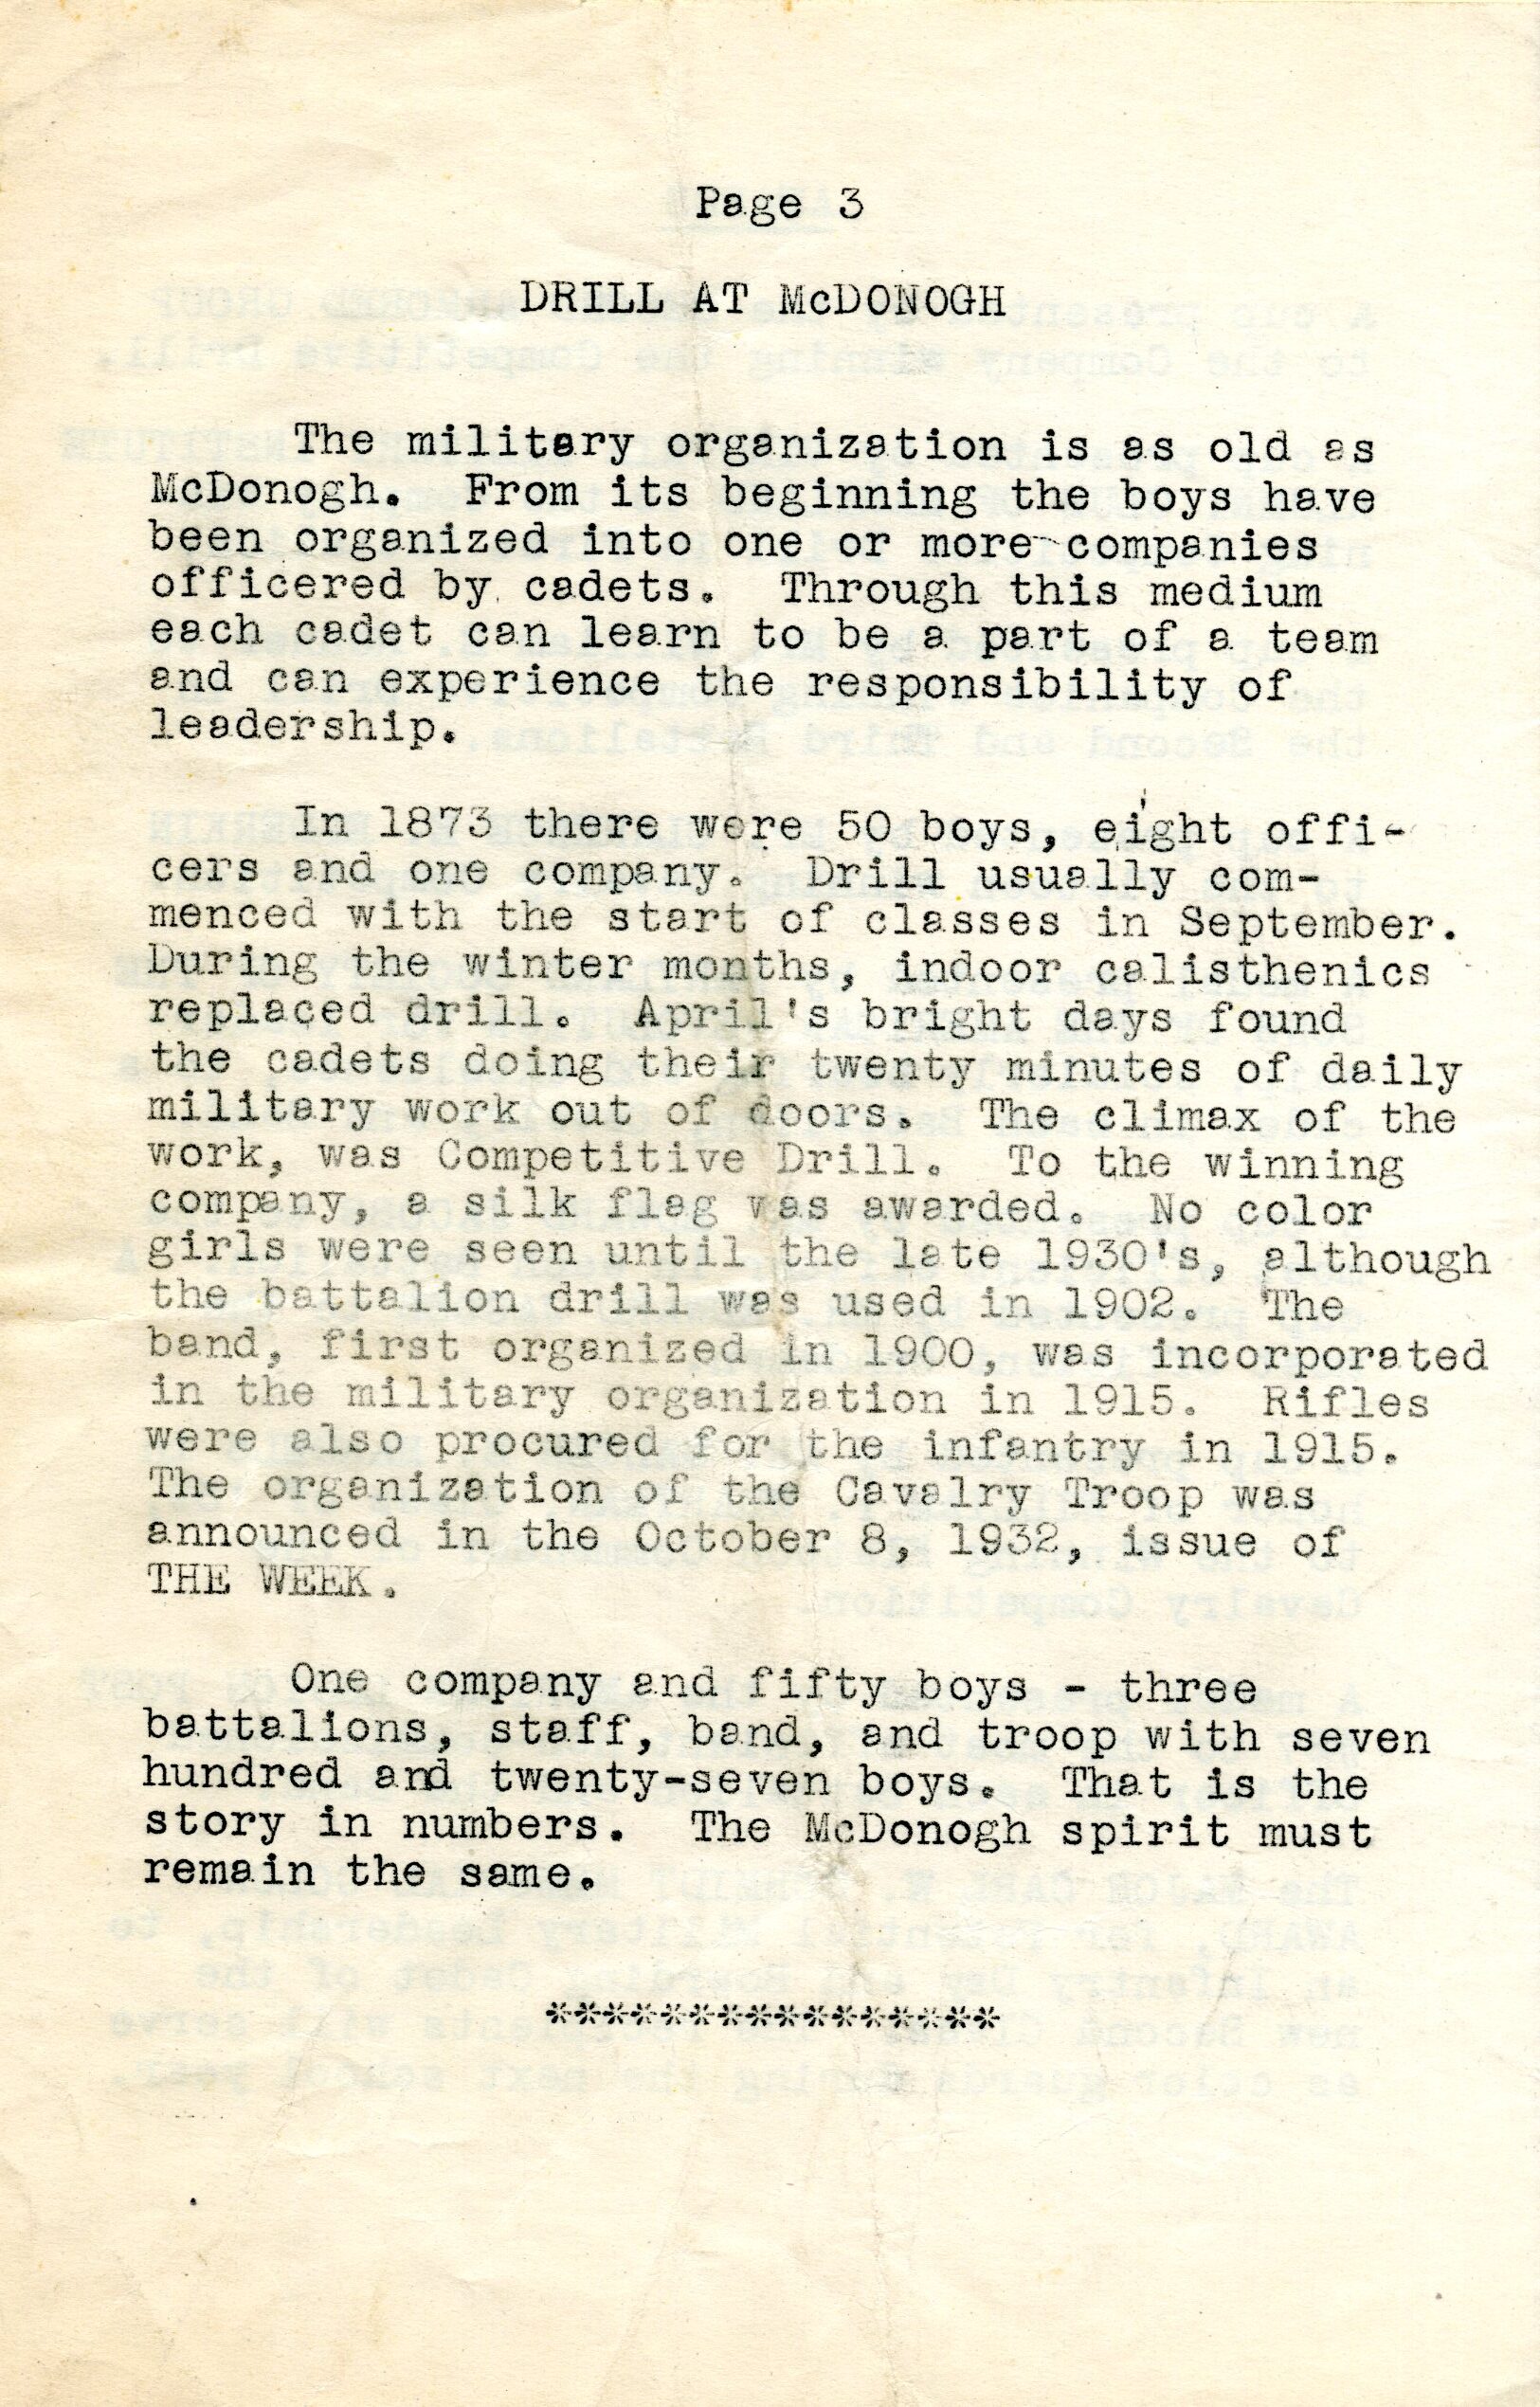 Page 3
DRILL AT McDONOGH
The military organization is as old as
McDonogh. From its beginning the boys have
been organized into one or more companies
officered by cadets. Through this medium
each cadet can learn to be a part of a team
and can experience the responsibility of
leadership.
In 1873 there were 50 boys, eight offi-
cers and one company. Drill usually com-
menced with the start of classes in September.
During the winter months, indoor calisthenics
replaced drill. April's bright days found
the cadets doing their twenty minutes of daily
military work out of doors. The climax of the
work, was Competitive Drill. To the winning
company, a silk flag was awarded. No color
girls were seen until the late 1930's, although
the battalion drill was used in 1902. The
band, first organized in 1900, was incorporated
in the military organization in 1915. Rifles
were also procured for the infantry in 1915.
The organization of the Cavalry Troop was
announced in the October 8, 1932, issue of
THE WEEK.
One company and fifty boys - three
battalions, staff, band, and troop with seven
hundred and twenty-seven boys. That is the
story in numbers. The McDonogh spirit must
remain the same.
****************